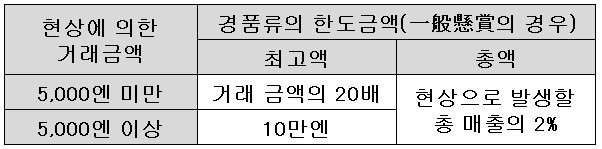 현상에 의한
거래금액
경품류의 한도금액(一般懸賞의 경우)
최고액
총액
5,000엔 미만
거래 금액의 20배
현상으로 발생할
총 매출의 2%
5,000엔 이상
10만엔